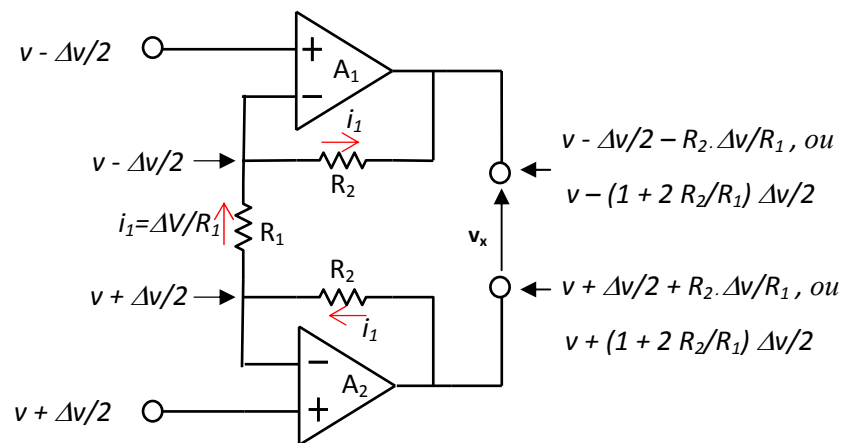 v - Δv/2
+
A1
−
i1
v - Δv/2
R2
v - Δv/2 – R2. Δv/R1 , ou
v – (1 + 2 R2/R1) Δv/2
i1=ΔV/R1
R1
vx
R2
v + Δv/2
i1
v + Δv/2 + R2. Δv/R1, ou
v + (1 + 2 R2/R1) Δv/2
−
A2
+
v + Δv/2